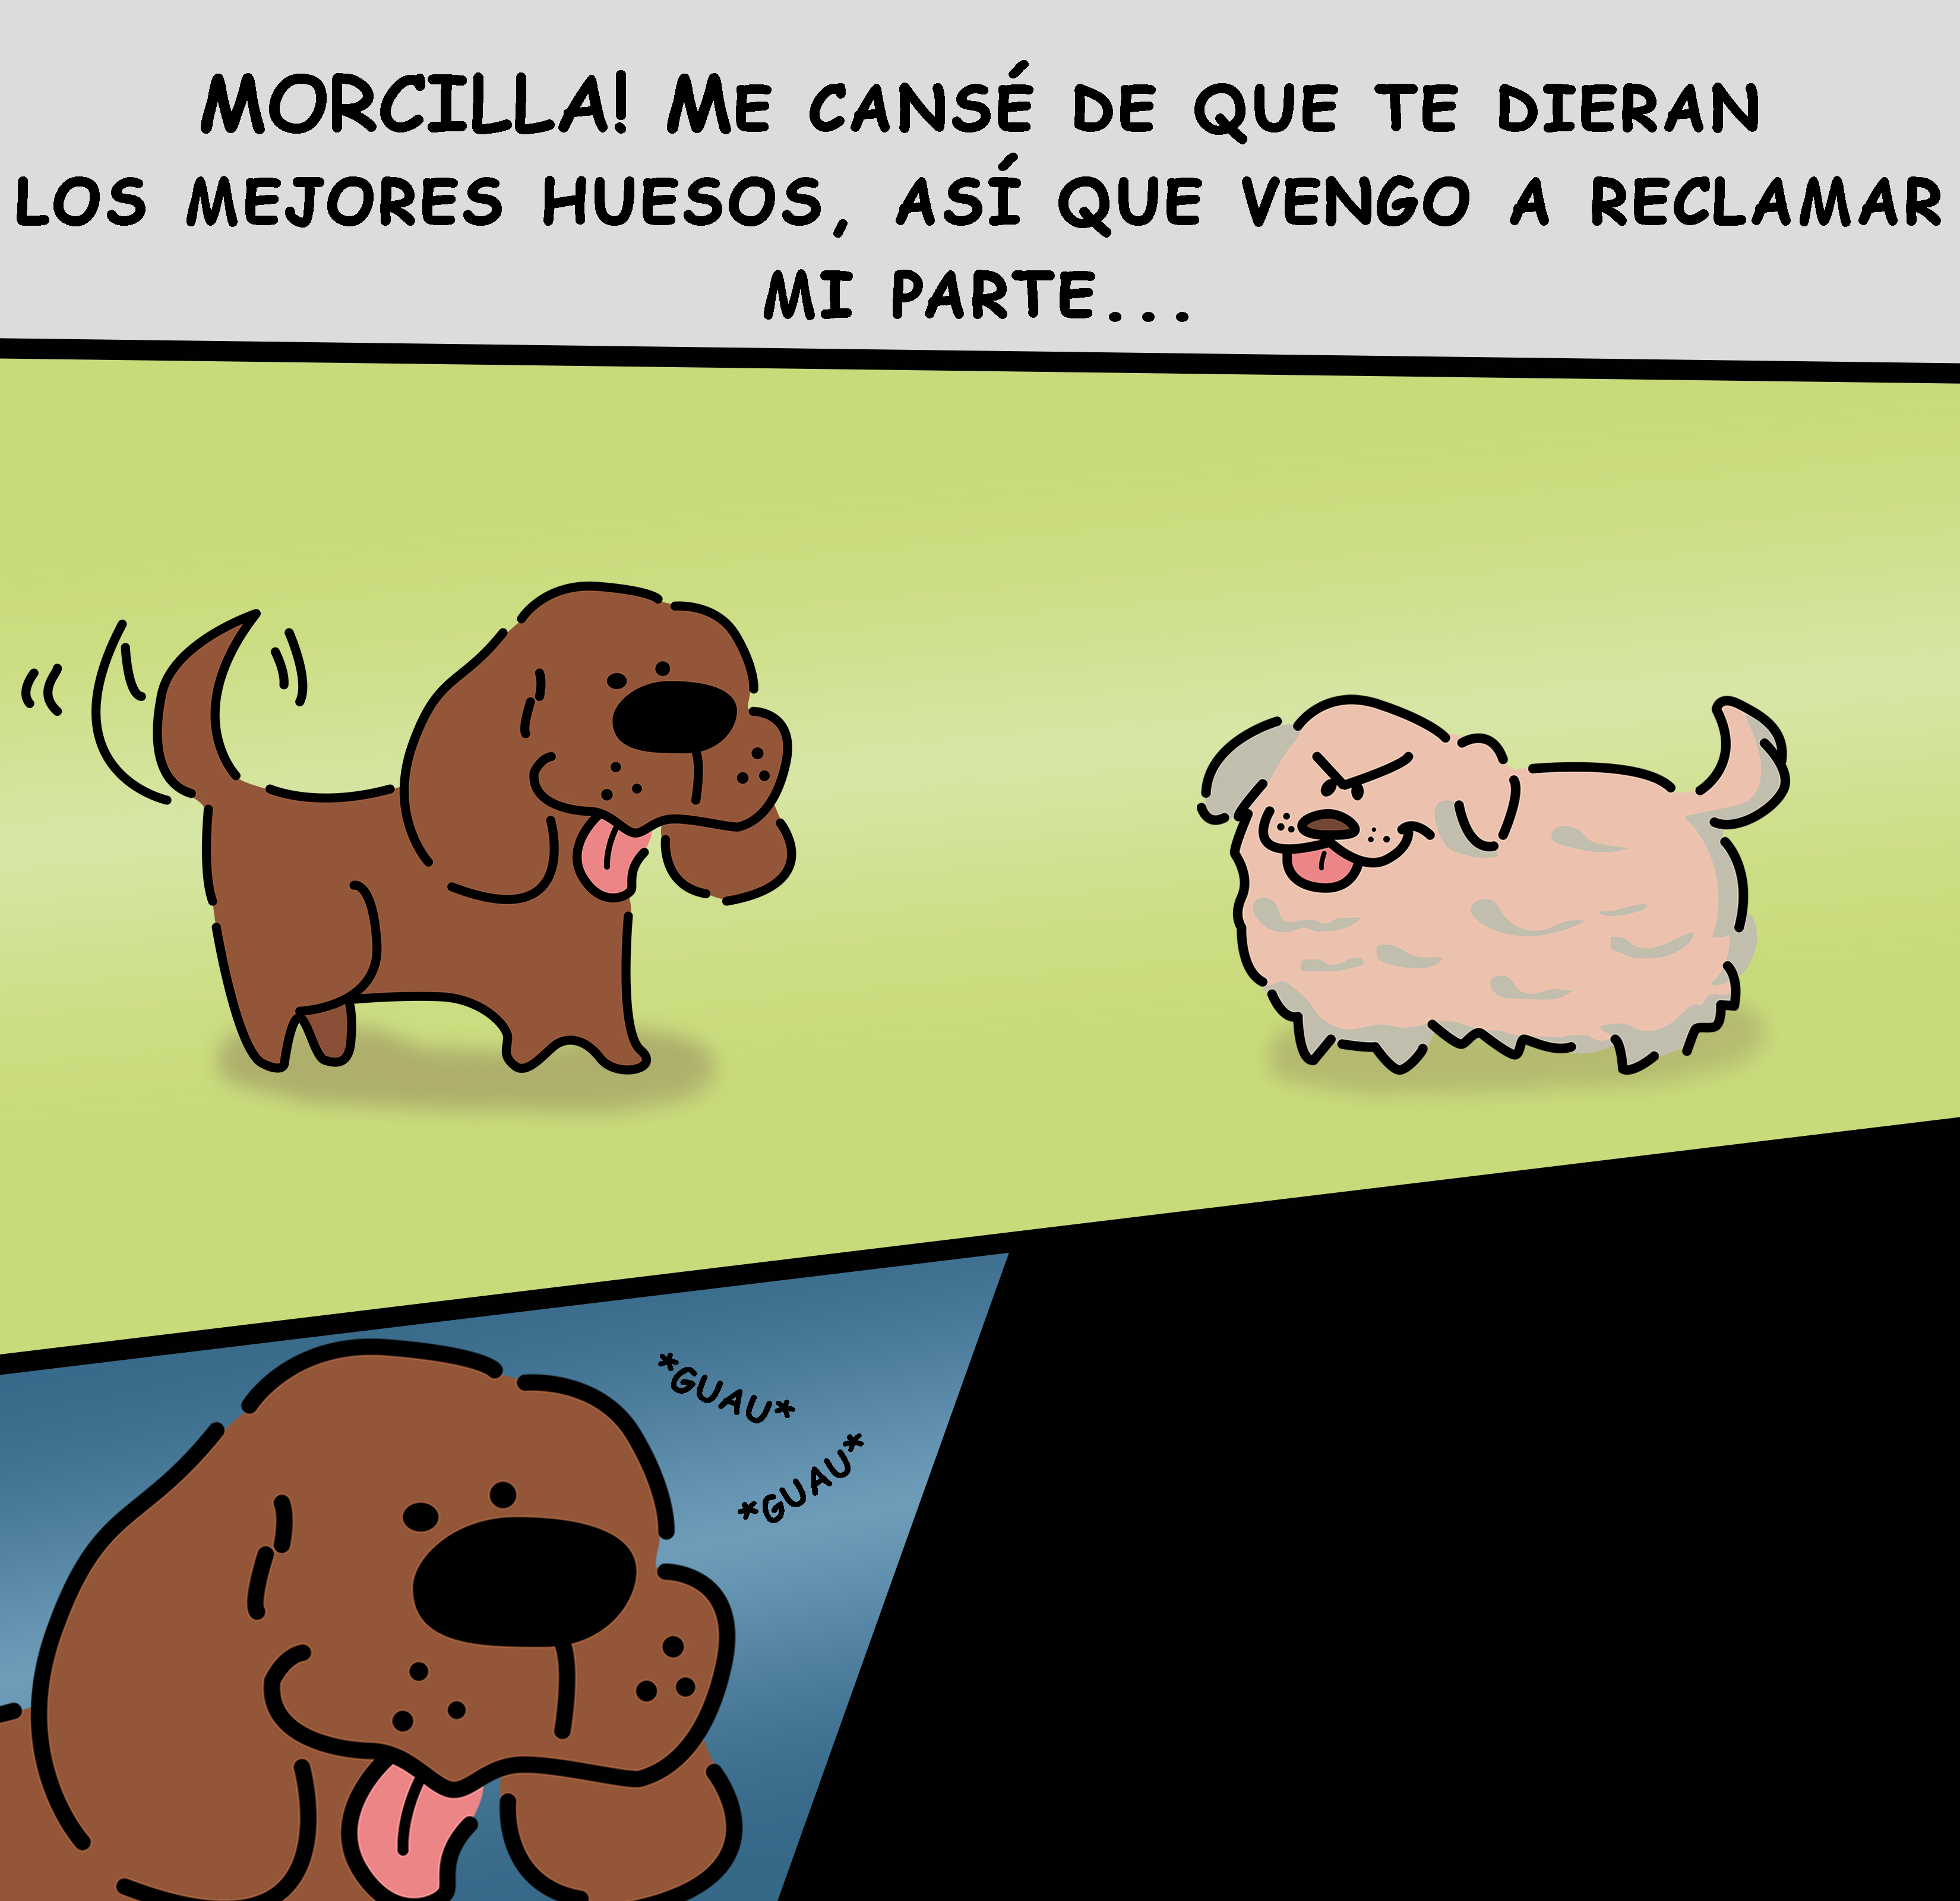 MORCILLA! ME CANSÉ DE QUE TE DIERAN
LOS MEJORES HUESOS, ASÍ QUE VENGO A RECLAMAR
MI PARTE...
*GUAU*
*GUAU*